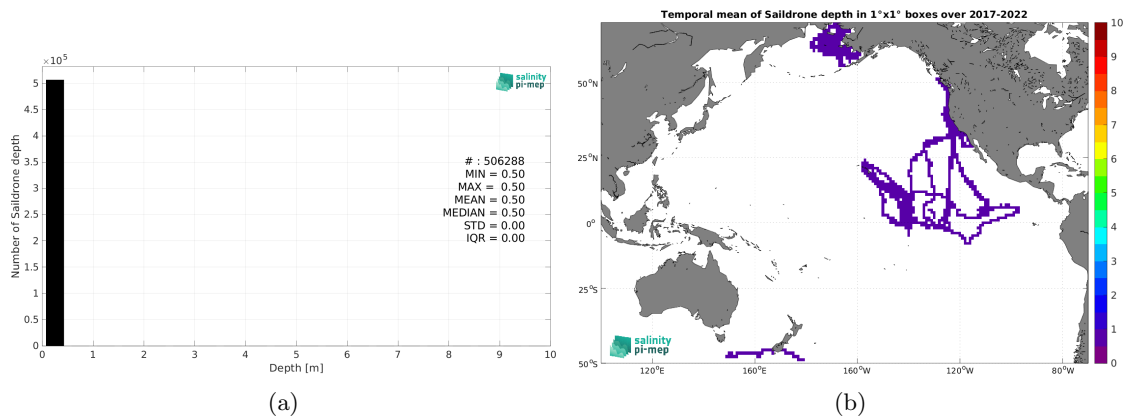 ×10⁵
5
4.5
4
3.5
3
2.5
2
1.5
1
0.5
0
Number of Saildrone depth
salinity
pi-mep
# : 506288
MIN = 0.50
MAX = 0.50
MEAN = 0.50
MEDIAN = 0.50
STD = 0.00
IQR = 0.00
0 1 2 3 4 5 6 7 8 9 10
Depth [m]
(a)
Temporal mean of Saildrone depth in 1°x1° boxes over 2017-2022
50°N
25°N
0°
25°S
50°S
120°E 160°E 160°W 120°W 80°W
salinity
pi-mep
10
9
8
7
6
5
4
3
2
1
0
(b)